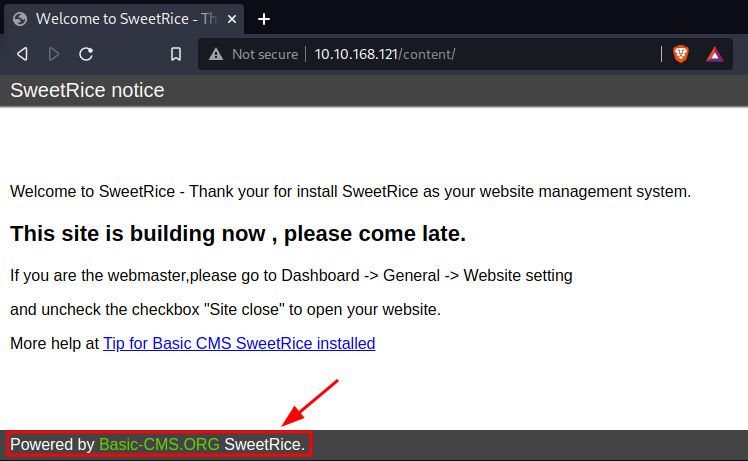 Welcome to SweetRice - Th
Not secure 10.10.168.121/content/
SweetRice notice
Welcome to SweetRice - Thank your for install SweetRice as your website management system.
This site is building now , please come late.
If you are the webmaster,please go to Dashboard -> General -> Website setting
and uncheck the checkbox "Site close" to open your website.
More help at Tip for Basic CMS SweetRice installed
Powered by Basic-CMS.ORG SweetRice.